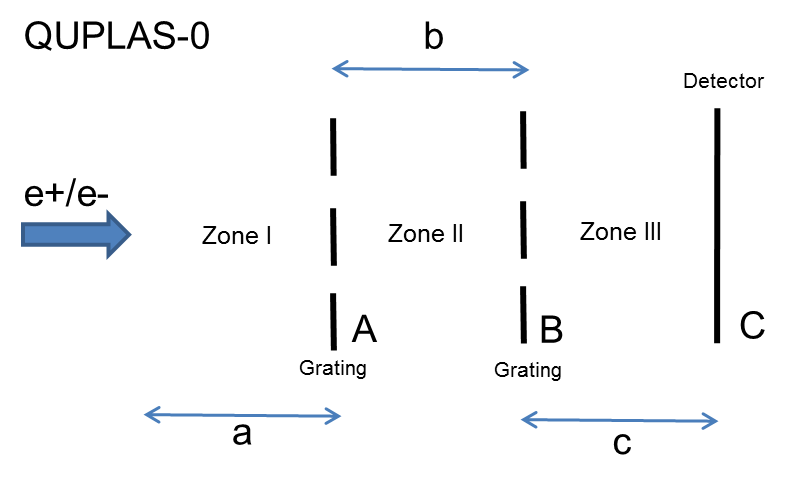 QUPLAS-0
b
Detector
e+/e-
Zone I
Zone II
Zone III
A
B
C
Grating
Grating
a
c